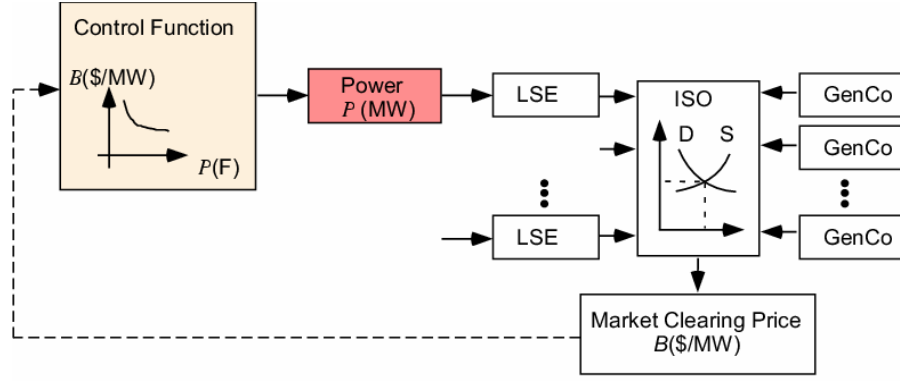 Control Function
B($/MW)
P(F)
Power
P (MW)
LSE
LSE
ISO
D S
GenCo
GenCo
GenCo
Market Clearing Price
B($/MW)